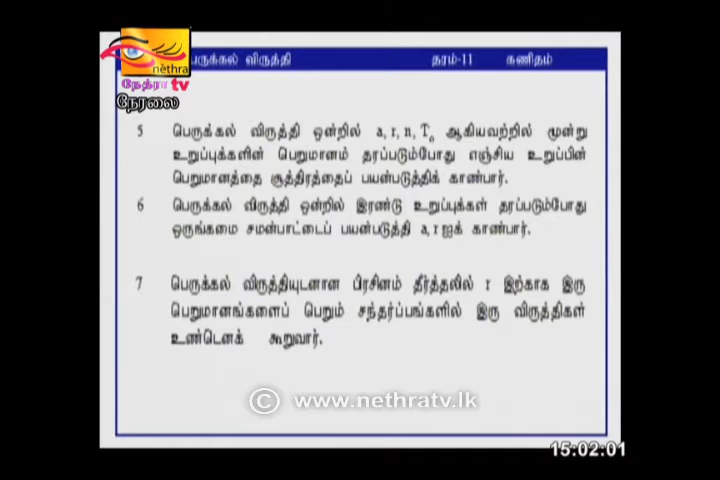 பெருக்கல் விருத்தி தரம்-11 கணிதம்
nethra
நேத்ரா tv
நேரலை
5 பெருக்கல் விருத்தி ஒன்றில் a, r, n, Tn ஆகியவற்றில் மூன்று
உறுப்புக்களின் பெறுமானம் தரப்படும்போது எஞ்சிய உறுப்பின்
பெறுமானத்தை சூத்திரத்தைப் பயன்படுத்திக் காண்பார்.
6 பெருக்கல் விருத்தி ஒன்றில் இரண்டு உறுப்புக்கள் தரப்படும்போது
ஒருங்கமை சமன்பாட்டைப் பயன்படுத்தி a, r ஐக் காண்பார்.
7 பெருக்கல் விருத்தியுடனான பிரசினம் தீர்த்தலில் r இற்காக இரு
பெறுமானங்களைப் பெறும் சந்தர்ப்பங்களில் இரு விருத்திகள்
உண்டெனக் கூறுவார்.
© www.nethratv.lk
15:02:01